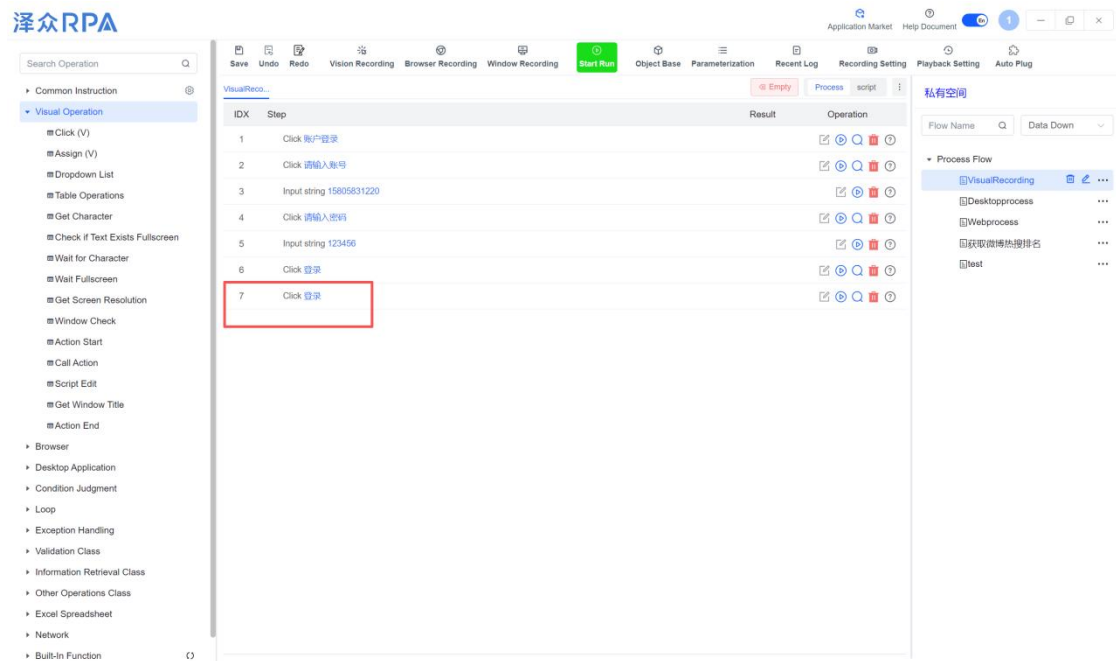 泽众RPA
Application Market
Help Document
En
1
Search Operation
Save
Undo
Redo
Vision Recording
Browser Recording
Window Recording
Start Run
Object Base
Parameterization
Recent Log
Recording Setting
Playback Setting
Auto Plug
Common Instruction
Visual Operation
Click (V)
Assign (V)
Dropdown List
Table Operations
Get Character
Check if Text Exists Fullscreen
Wait for Character
Wait Fullscreen
Get Screen Resolution
Window Check
Action Start
Call Action
Script Edit
Get Window Title
Action End
Browser
Desktop Application
Condition Judgment
Loop
Exception Handling
Validation Class
Information Retrieval Class
Other Operations Class
Excel Spreadsheet
Network
Built-In Function
VisualReco...
Empty
Process
script
IDX Step Result Operation
1 Click 账户登录
2 Click 请输入账号
3 Input string 15805831220
4 Click 请输入密码
5 Input string 123456
6 Click 登录
7 Click 登录
私有空间
Flow Name
Data Down
Process Flow
VisualRecording
Desktopprocess
Webprocess
获取微博热搜排名
test